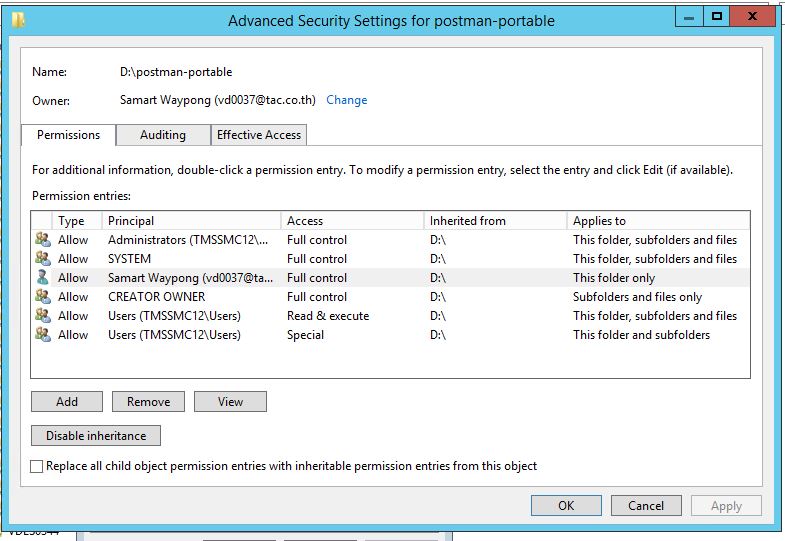 Advanced Security Settings for postman-portable
Name: D:\postman-portable
Owner: Samart Waypong (vd0037@tac.co.th) Change
Permissions Auditing Effective Access
For additional information, double-click a permission entry. To modify a permission entry, select the entry and click Edit (if available).
Permission entries:
Type Principal Access Inherited from Applies to
Allow Administrators (TMSSMC12\... Full control D:\ This folder, subfolders and files
Allow SYSTEM Full control D:\ This folder, subfolders and files
Allow Samart Waypong (vd0037@ta... Full control D:\ This folder only
Allow CREATOR OWNER Full control D:\ Subfolders and files only
Allow Users (TMSSMC12\Users) Read & execute D:\ This folder, subfolders and files
Allow Users (TMSSMC12\Users) Special D:\ This folder and subfolders
Add Remove View
Disable inheritance
Replace all child object permission entries with inheritable permission entries from this object
OK Cancel Apply